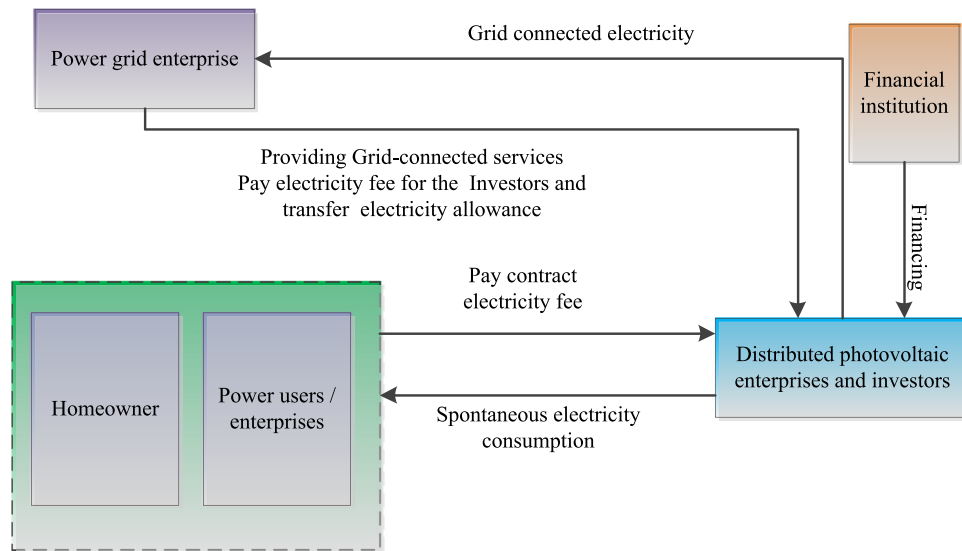 Grid connected electricity
Power grid enterprise
Financial
institution
Providing Grid-connected services
Pay electricity fee for the Investors and
transfer electricity allowance
Financing
Pay contract
electricity fee
Distributed photovoltaic
enterprises and investors
Homeowner
Power users /
enterprises
Spontaneous electricity
consumption